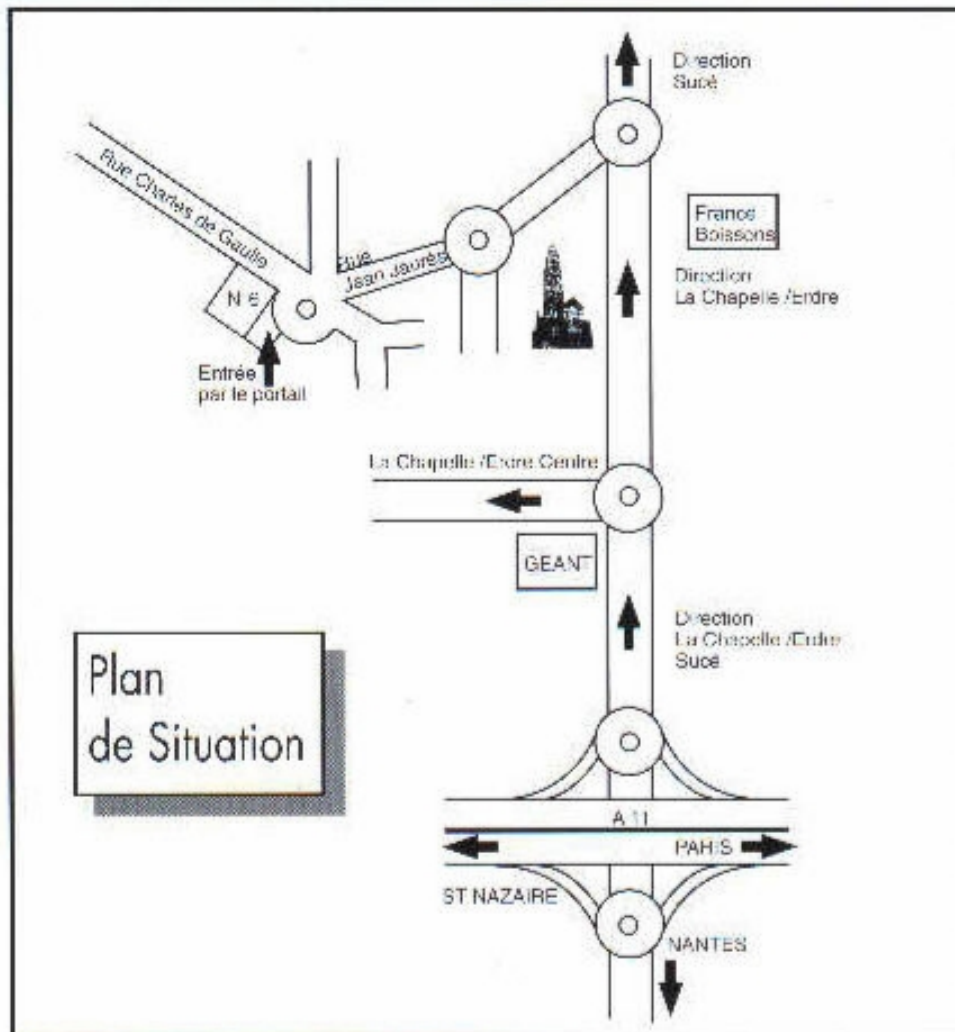 Direction
Sucé
Rue Charles de Gaulle
France
Boissons
Rue
Jean Jaurès
Direction
La Chapelle /Erdre
N 6
Entrée
par le portail
La Chapelle /Erdre Centre
GEANT
Direction
La Chapelle /Erdre
Sucé
Plan
de Situation
A 11
PARIS
ST NAZAIRE
NANTES